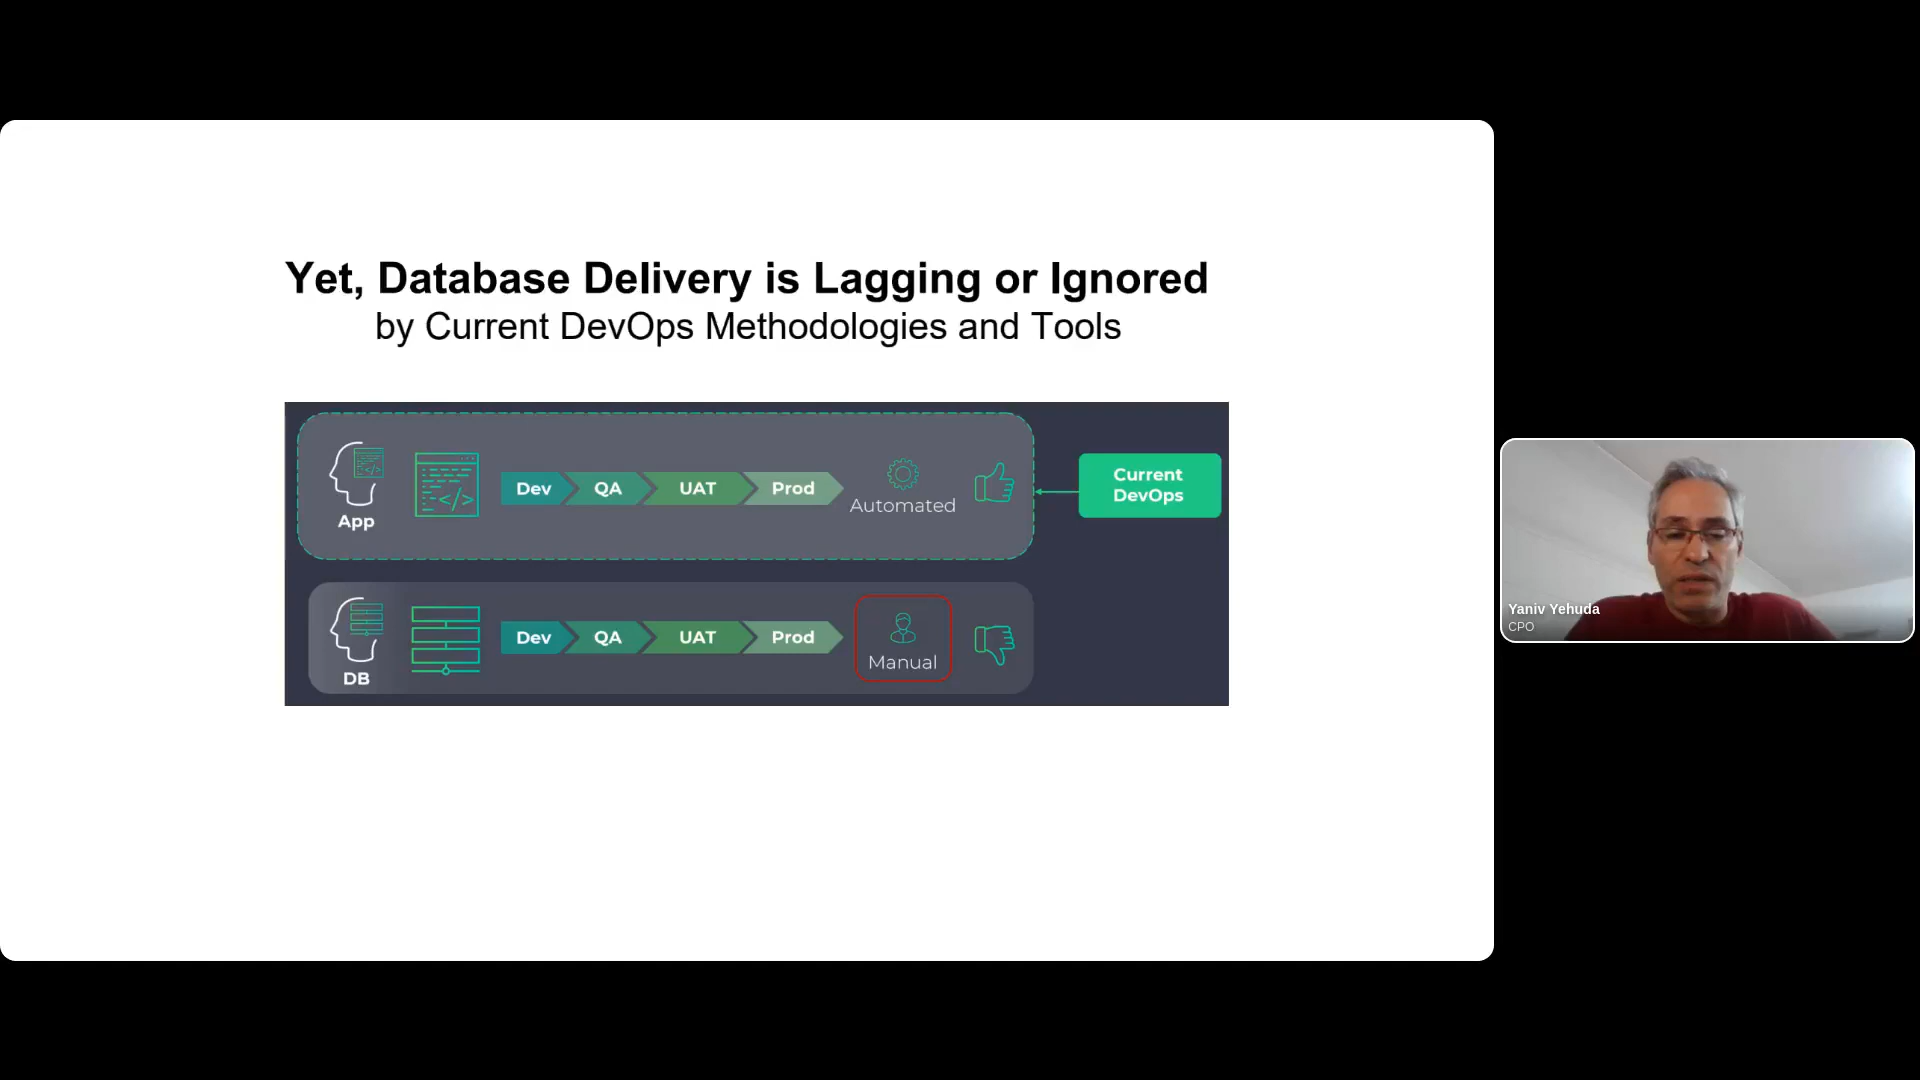 Yet, Database Delivery is Lagging or Ignored
by Current DevOps Methodologies and Tools
App
Dev
QA
UAT
Prod
Automated
Current
DevOps
DB
Dev
QA
UAT
Prod
Manual
Yaniv Yehuda
CPO